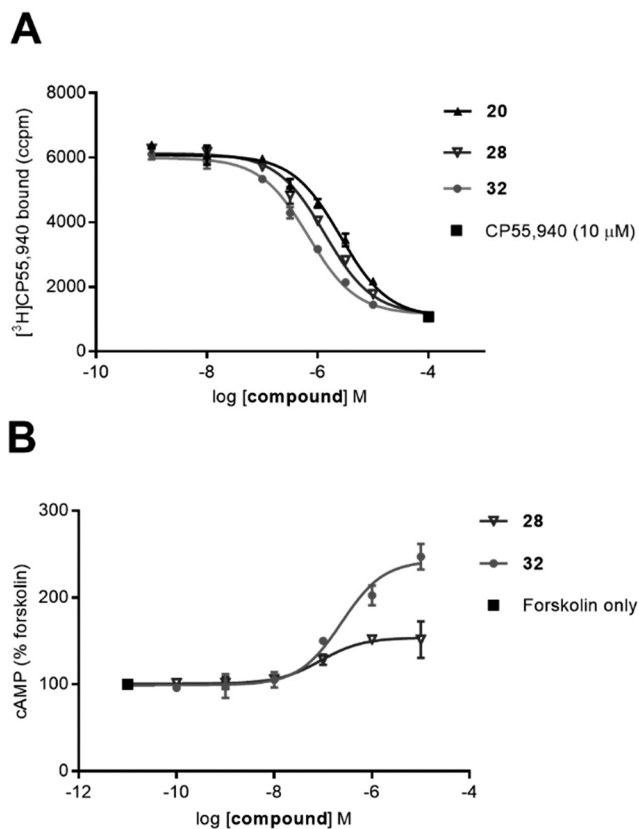 A
8000
6000
4000
2000
0
[³H]CP55,940 bound (ccpm)
-10 -8 -6 -4
log [compound] M
20
28
32
CP55,940 (10 μM)
B
300
200
100
0
cAMP (% forskolin)
-12 -10 -8 -6 -4
log [compound] M
28
32
Forskolin only